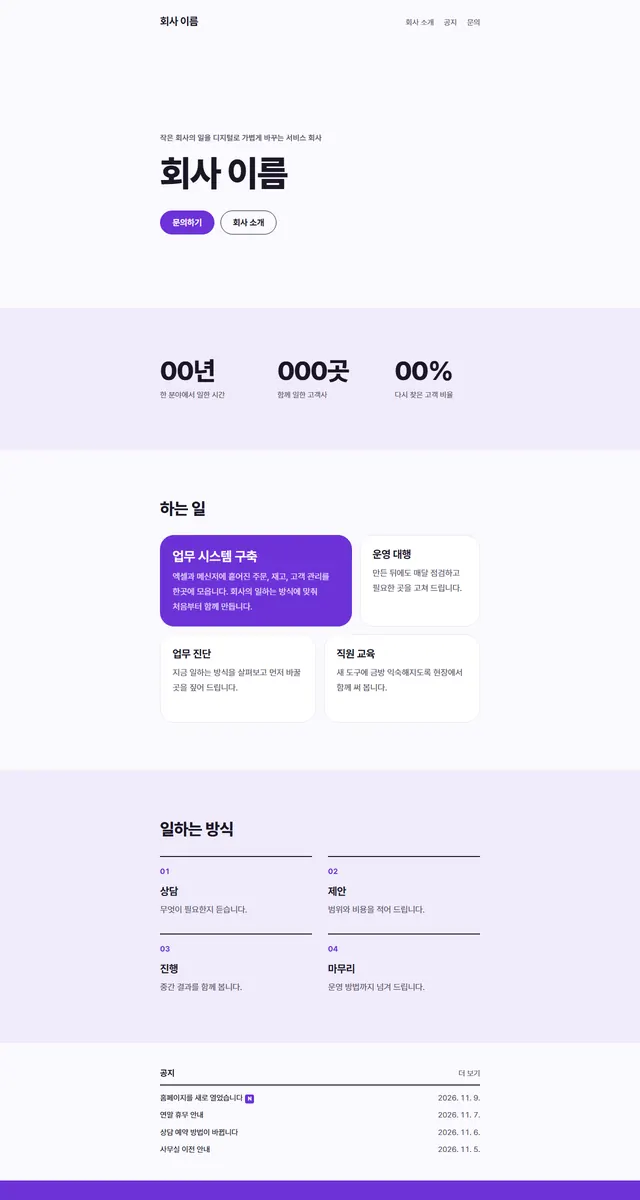 회사 이름
회사 소개 공지 문의
작은 회사의 일을 디지털로 가볍게 바꾸는 서비스 회사
회사 이름
문의하기 회사 소개
00년 000곳 00%
한 분야에서 일한 시간 함께 일한 고객사 다시 찾은 고객 비율
하는 일
업무 시스템 구축
엑셀과 메신저에 흩어진 주문, 재고, 고객 관리를
한곳에 모읍니다. 회사의 일하는 방식에 맞춰
처음부터 함께 만듭니다.
운영 대행
만든 뒤에도 매달 점검하고
필요한 곳을 고쳐 드립니다.
업무 진단
지금 일하는 방식을 살펴보고 먼저 바꿀
곳을 짚어 드립니다.
직원 교육
새 도구에 금방 익숙해지도록 현장에서
함께 써 봅니다.
일하는 방식
01
상담
무엇이 필요한지 듣습니다.
02
제안
범위와 비용을 적어 드립니다.
03
진행
중간 결과를 함께 봅니다.
04
마무리
운영 방법까지 넘겨 드립니다.
공지 더 보기
홈페이지를 새로 열었습니다 N 2026. 11. 9.
연말 휴무 안내 2026. 11. 7.
상담 예약 방법이 바뀝니다 2026. 11. 6.
사무실 이전 안내 2026. 11. 5.